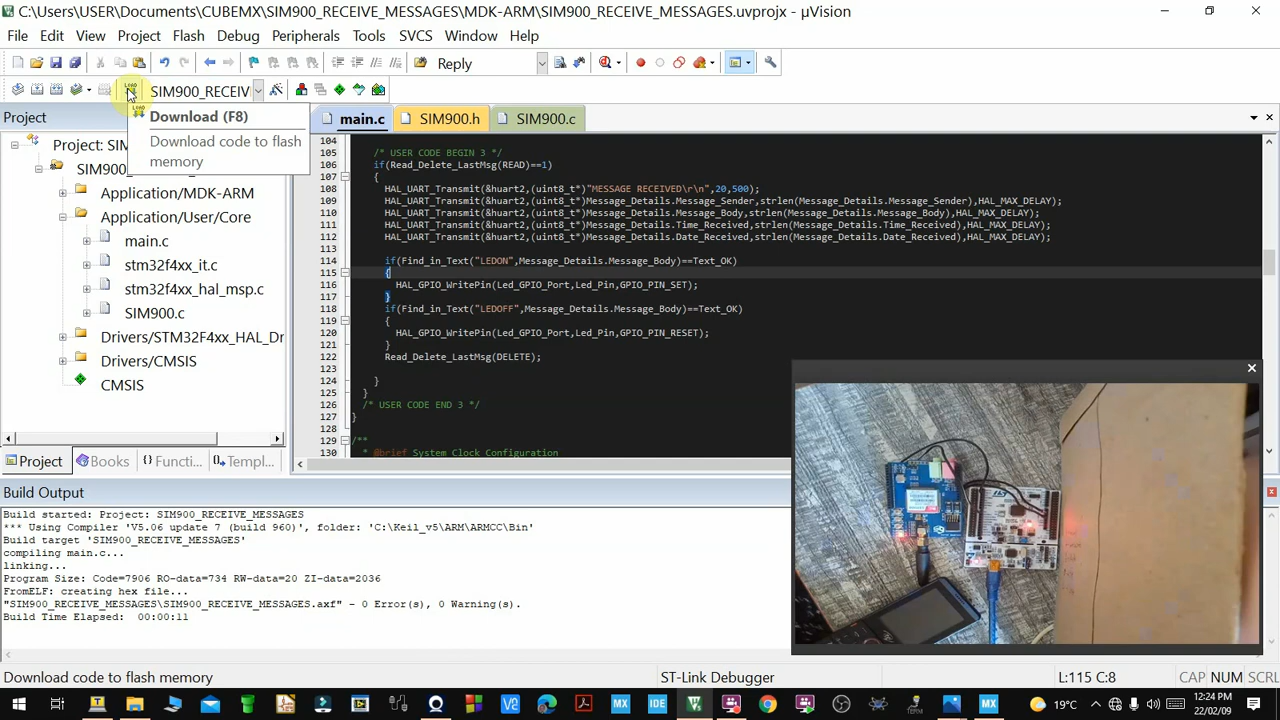 C:\Users\USER\Documents\CUBEMX\SIM900_RECEIVE_MESSAGES\MDK-ARM\SIM900_RECEIVE_MESSAGES.uvprojx - µVision
File Edit View Project Flash Debug Peripherals Tools SVCS Window Help
Reply
LOAD SIM900_RECEIV
Project
LOAD Download (F8)
Download code to flash
memory
main.c SIM900.h SIM900.c
Project: SIM
SIM900_
Application/MDK-ARM
Application/User/Core
main.c
stm32f4xx_it.c
stm32f4xx_hal_msp.c
SIM900.c
Drivers/STM32F4xx_HAL_Dr
Drivers/CMSIS
CMSIS
Project Books {} Functi... Templ...
104
105 /* USER CODE BEGIN 3 */
106 if(Read_Delete_LastMsg(READ)==1)
107 {
108 HAL_UART_Transmit(&huart2,(uint8_t*)"MESSAGE RECEIVED\r\n",20,500);
109 HAL_UART_Transmit(&huart2,(uint8_t*)Message_Details.Message_Sender,strlen(Message_Details.Message_Sender),HAL_MAX_DELAY);
110 HAL_UART_Transmit(&huart2,(uint8_t*)Message_Details.Message_Body,strlen(Message_Details.Message_Body),HAL_MAX_DELAY);
111 HAL_UART_Transmit(&huart2,(uint8_t*)Message_Details.Time_Received,strlen(Message_Details.Time_Received),HAL_MAX_DELAY);
112 HAL_UART_Transmit(&huart2,(uint8_t*)Message_Details.Date_Received,strlen(Message_Details.Date_Received),HAL_MAX_DELAY);
113
114 if(Find_in_Text("LEDON",Message_Details.Message_Body)==Text_OK)
115 {
116 HAL_GPIO_WritePin(Led_GPIO_Port,Led_Pin,GPIO_PIN_SET);
117 }
118 if(Find_in_Text("LEDOFF",Message_Details.Message_Body)==Text_OK)
119 {
120 HAL_GPIO_WritePin(Led_GPIO_Port,Led_Pin,GPIO_PIN_RESET);
121 }
122 Read_Delete_LastMsg(DELETE);
123
124 }
125 }
126 /* USER CODE END 3 */
127 }
128
129 /**
130 * @brief System Clock Configuration
Build Output
Build started: Project: SIM900_RECEIVE_MESSAGES
*** Using Compiler 'V5.06 update 7 (build 960)', folder: 'C:\Keil_v5\ARM\ARMCC\Bin'
Build target 'SIM900_RECEIVE_MESSAGES'
compiling main.c...
linking...
Program Size: Code=7906 RO-data=734 RW-data=20 ZI-data=2036
FromELF: creating hex file...
"SIM900_RECEIVE_MESSAGES\SIM900_RECEIVE_MESSAGES.axf" - 0 Error(s), 0 Warning(s).
Build Time Elapsed: 00:00:11
Download code to flash memory ST-Link Debugger L:115 C:8 CAP NUM SCRL
MX IDE MX 19°C 12:24 PM
22/02/09